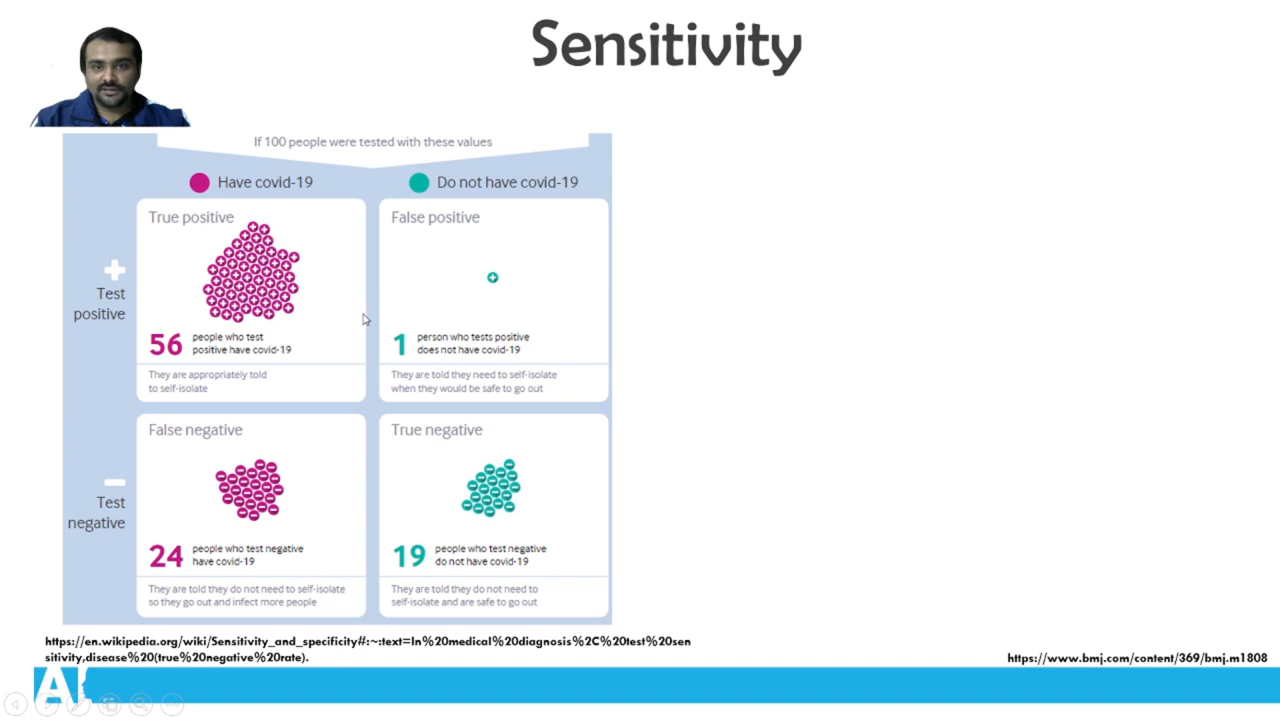 Sensitivity
If 100 people were tested with these values
Have covid-19
Do not have covid-19
True positive
False positive
Test
positive
56 people who test
positive have covid-19
1 person who tests positive
does not have covid-19
They are appropriately told
to self-isolate
They are told they need to self-isolate
when they would be safe to go out
False negative
True negative
Test
negative
24 people who test negative
have covid-19
19 people who test negative
do not have covid-19
They are told they do not need to self-isolate
so they go out and infect more people
They are told they do not need to
self-isolate and are safe to go out
https://en.wikipedia.org/wiki/Sensitivity_and_specificity#:~:text=In%20medical%20diagnosis%2C%20test%20sen
sitivity,disease%20(true%20negative%20rate).
https://www.bmj.com/content/369/bmj.m1808
AI